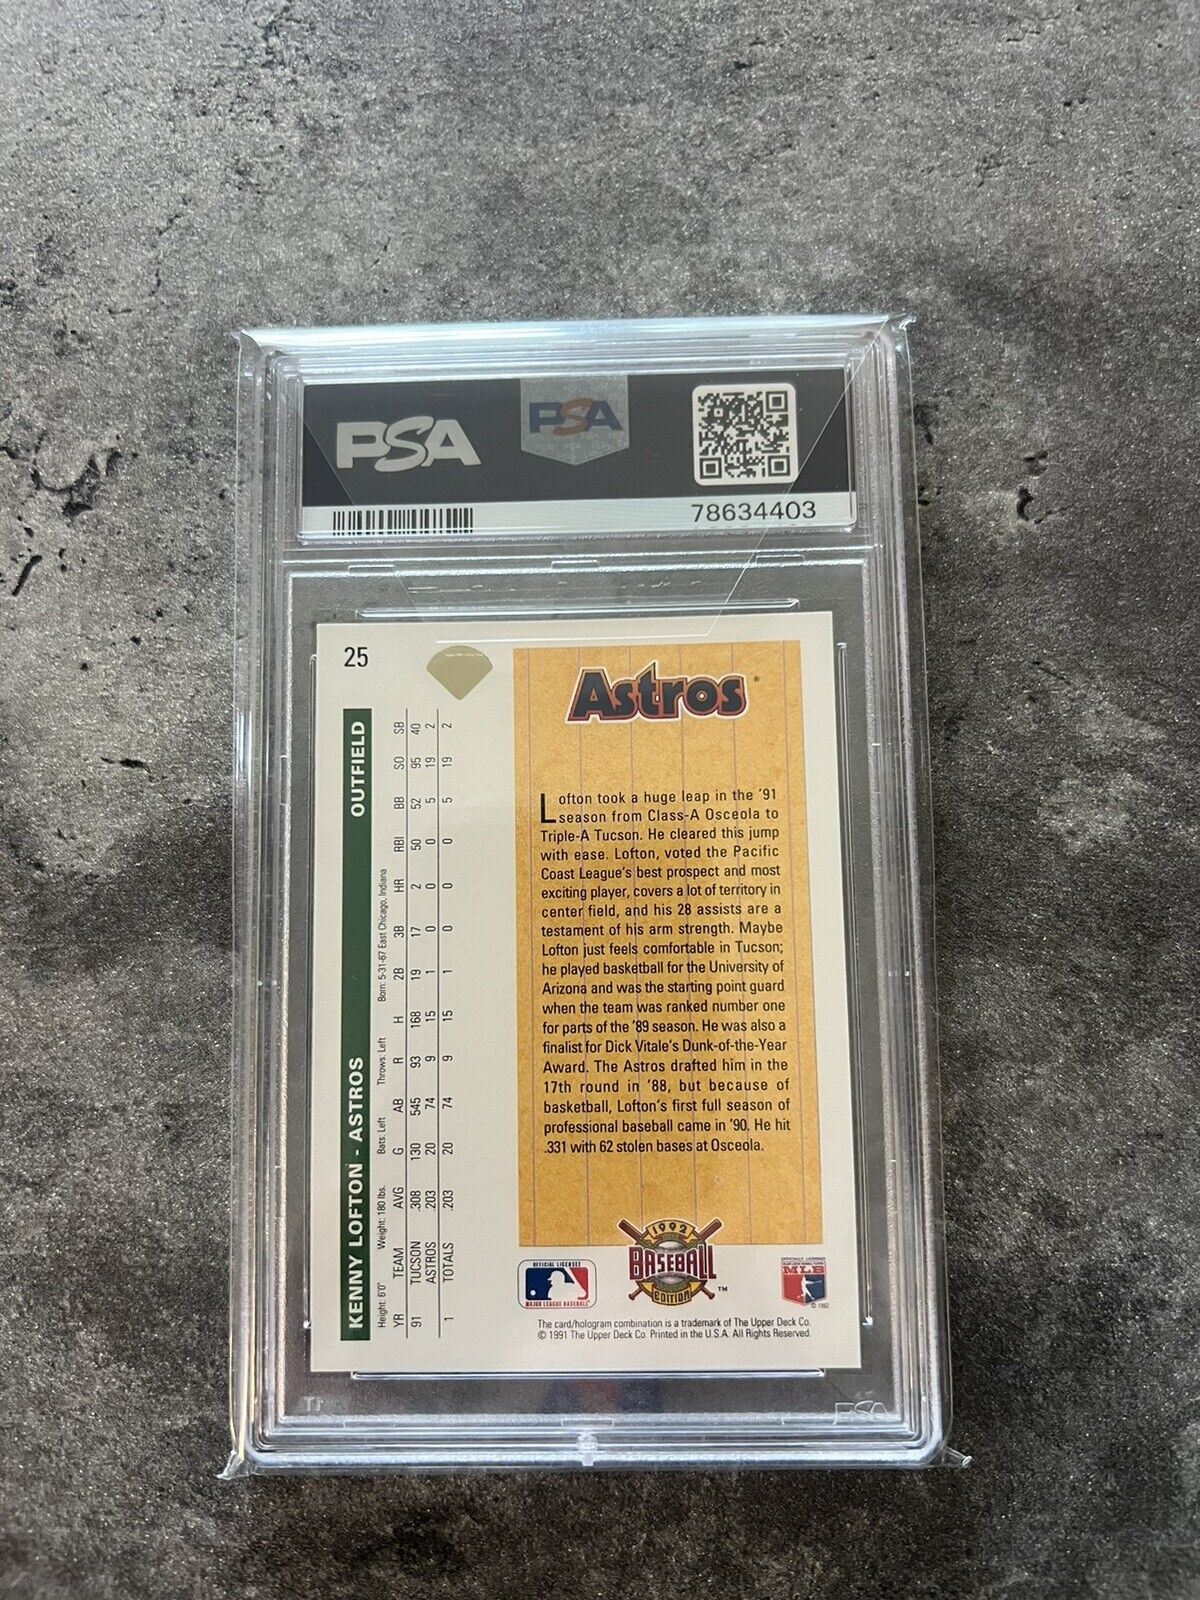 PSA
PSA
78634403
25
KENNY LOFTON - ASTROS OUTFIELD
Height: 6'0" Weight: 180 lbs. Bats: Left Throws: Left Born: 5-31-67 East Chicago, Indiana
YR TEAM AVG G AB R H 2B 3B HR RBI BB SO SB
91 TUCSON .308 130 545 93 168 19 17 2 50 52 95 40
ASTROS .203 20 74 9 15 1 0 0 0 5 19 2
1 TOTALS .203 20 74 9 15 1 0 0 0 5 19 2
Astros®
Lofton took a huge leap in the '91
season from Class-A Osceola to
Triple-A Tucson. He cleared this jump
with ease. Lofton, voted the Pacific
Coast League's best prospect and most
exciting player, covers a lot of territory in
center field, and his 28 assists are a
testament of his arm strength. Maybe
Lofton just feels comfortable in Tucson;
he played basketball for the University of
Arizona and was the starting point guard
when the team was ranked number one
for parts of the '89 season. He was also a
finalist for Dick Vitale's Dunk-of-the-Year
Award. The Astros drafted him in the
17th round in '88, but because of
basketball, Lofton's first full season of
professional baseball came in '90. He hit
.331 with 62 stolen bases at Osceola.
OFFICIAL LICENSEE
MAJOR LEAGUE BASEBALL
1992
BASEBALL
EDITION
™
MLB
© 1992
The card/hologram combination is a trademark of The Upper Deck Co.
© 1991 The Upper Deck Co. Printed in the U.S.A. All Rights Reserved.
PSA